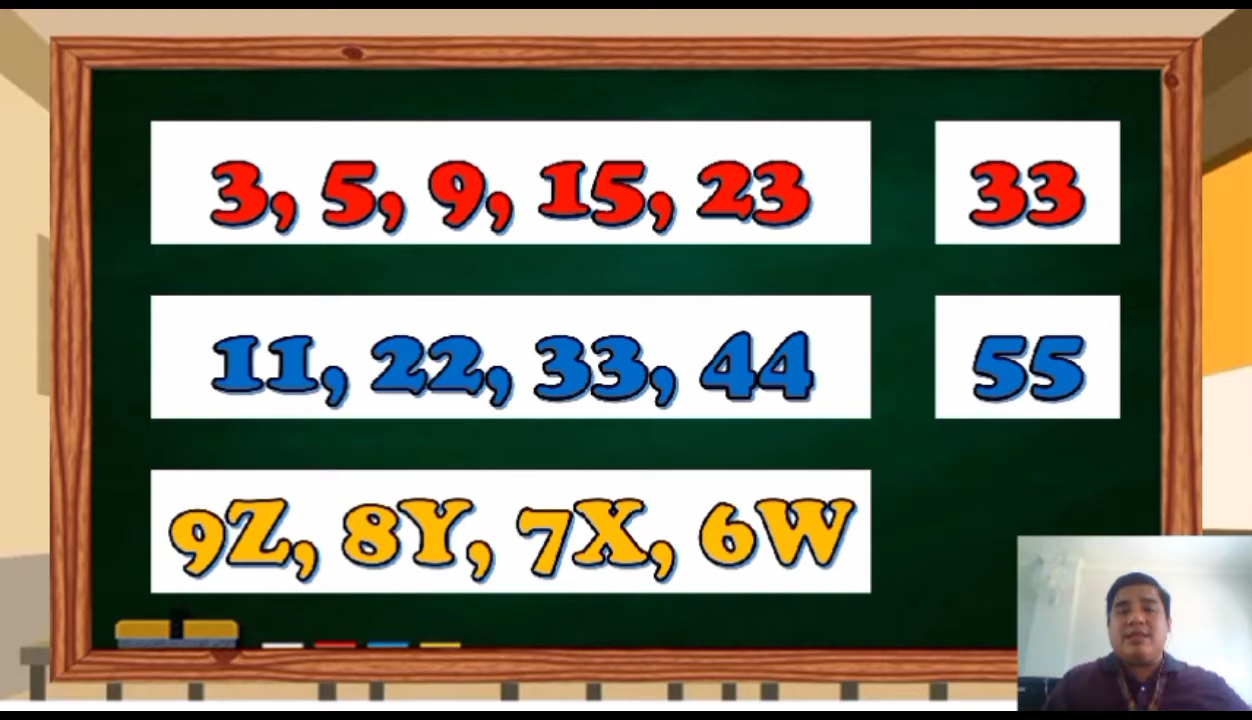 3, 5, 9, 15, 23 33
11, 22, 33, 44 55
9Z, 8Y, 7X, 6W